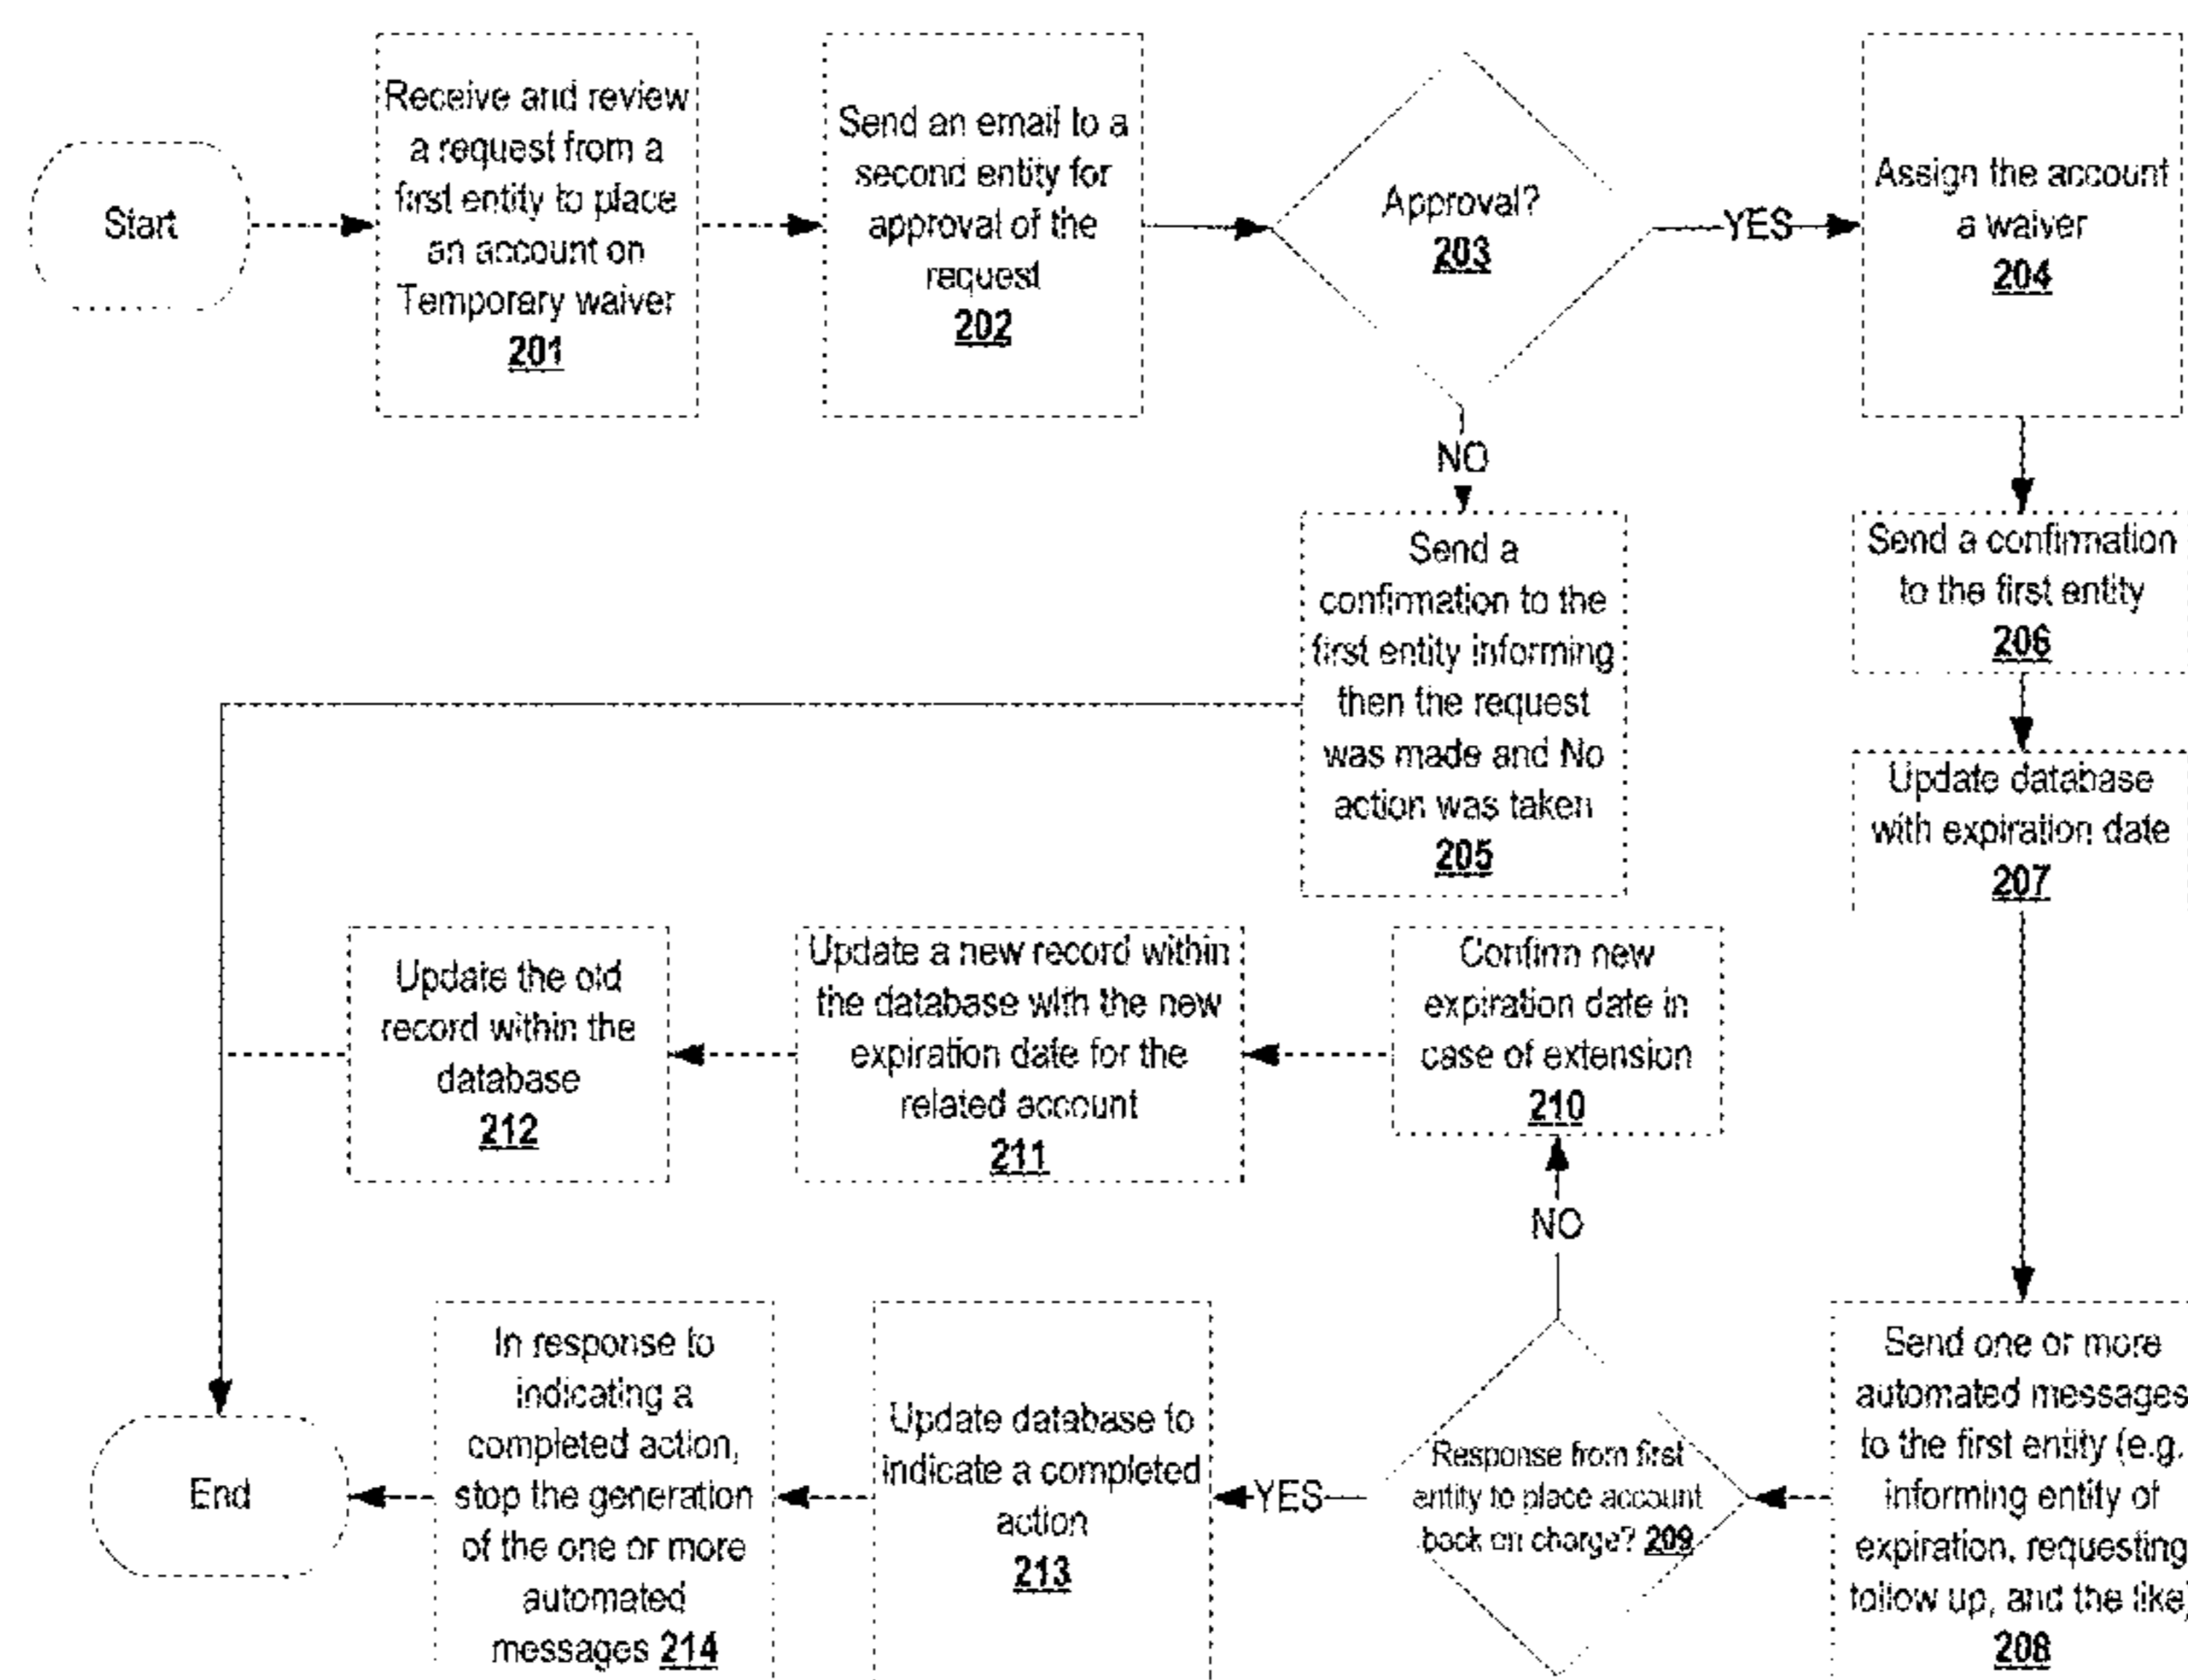 Start
Receive and review
a request from a
first entity to place
an account on
Temporary waiver
201
Send an email to a
second entity for
approval of the
request
202
Approval?
203
YES
Assign the account
a waiver
204
NO
Send a
confirmation to the
first entity informing
then the request
was made and No
action was taken
205
Send a confirmation
to the first entity
206
Update database
with expiration date
207
Update the old
record within the
database
212
Update a new record within
the database with the new
expiration date for the
related account
211
Confirm new
expiration date in
case of extension
210
NO
End
In response to
indicating a
completed action,
stop the generation
of the one or more
automated
messages 214
Update database to
indicate a completed
action
213
YES
Response from first
entity to place account
back on charge? 209
Send one or more
automated messages
to the first entity (e.g.
informing entity of
expiration, requesting
follow up, and the like)
208